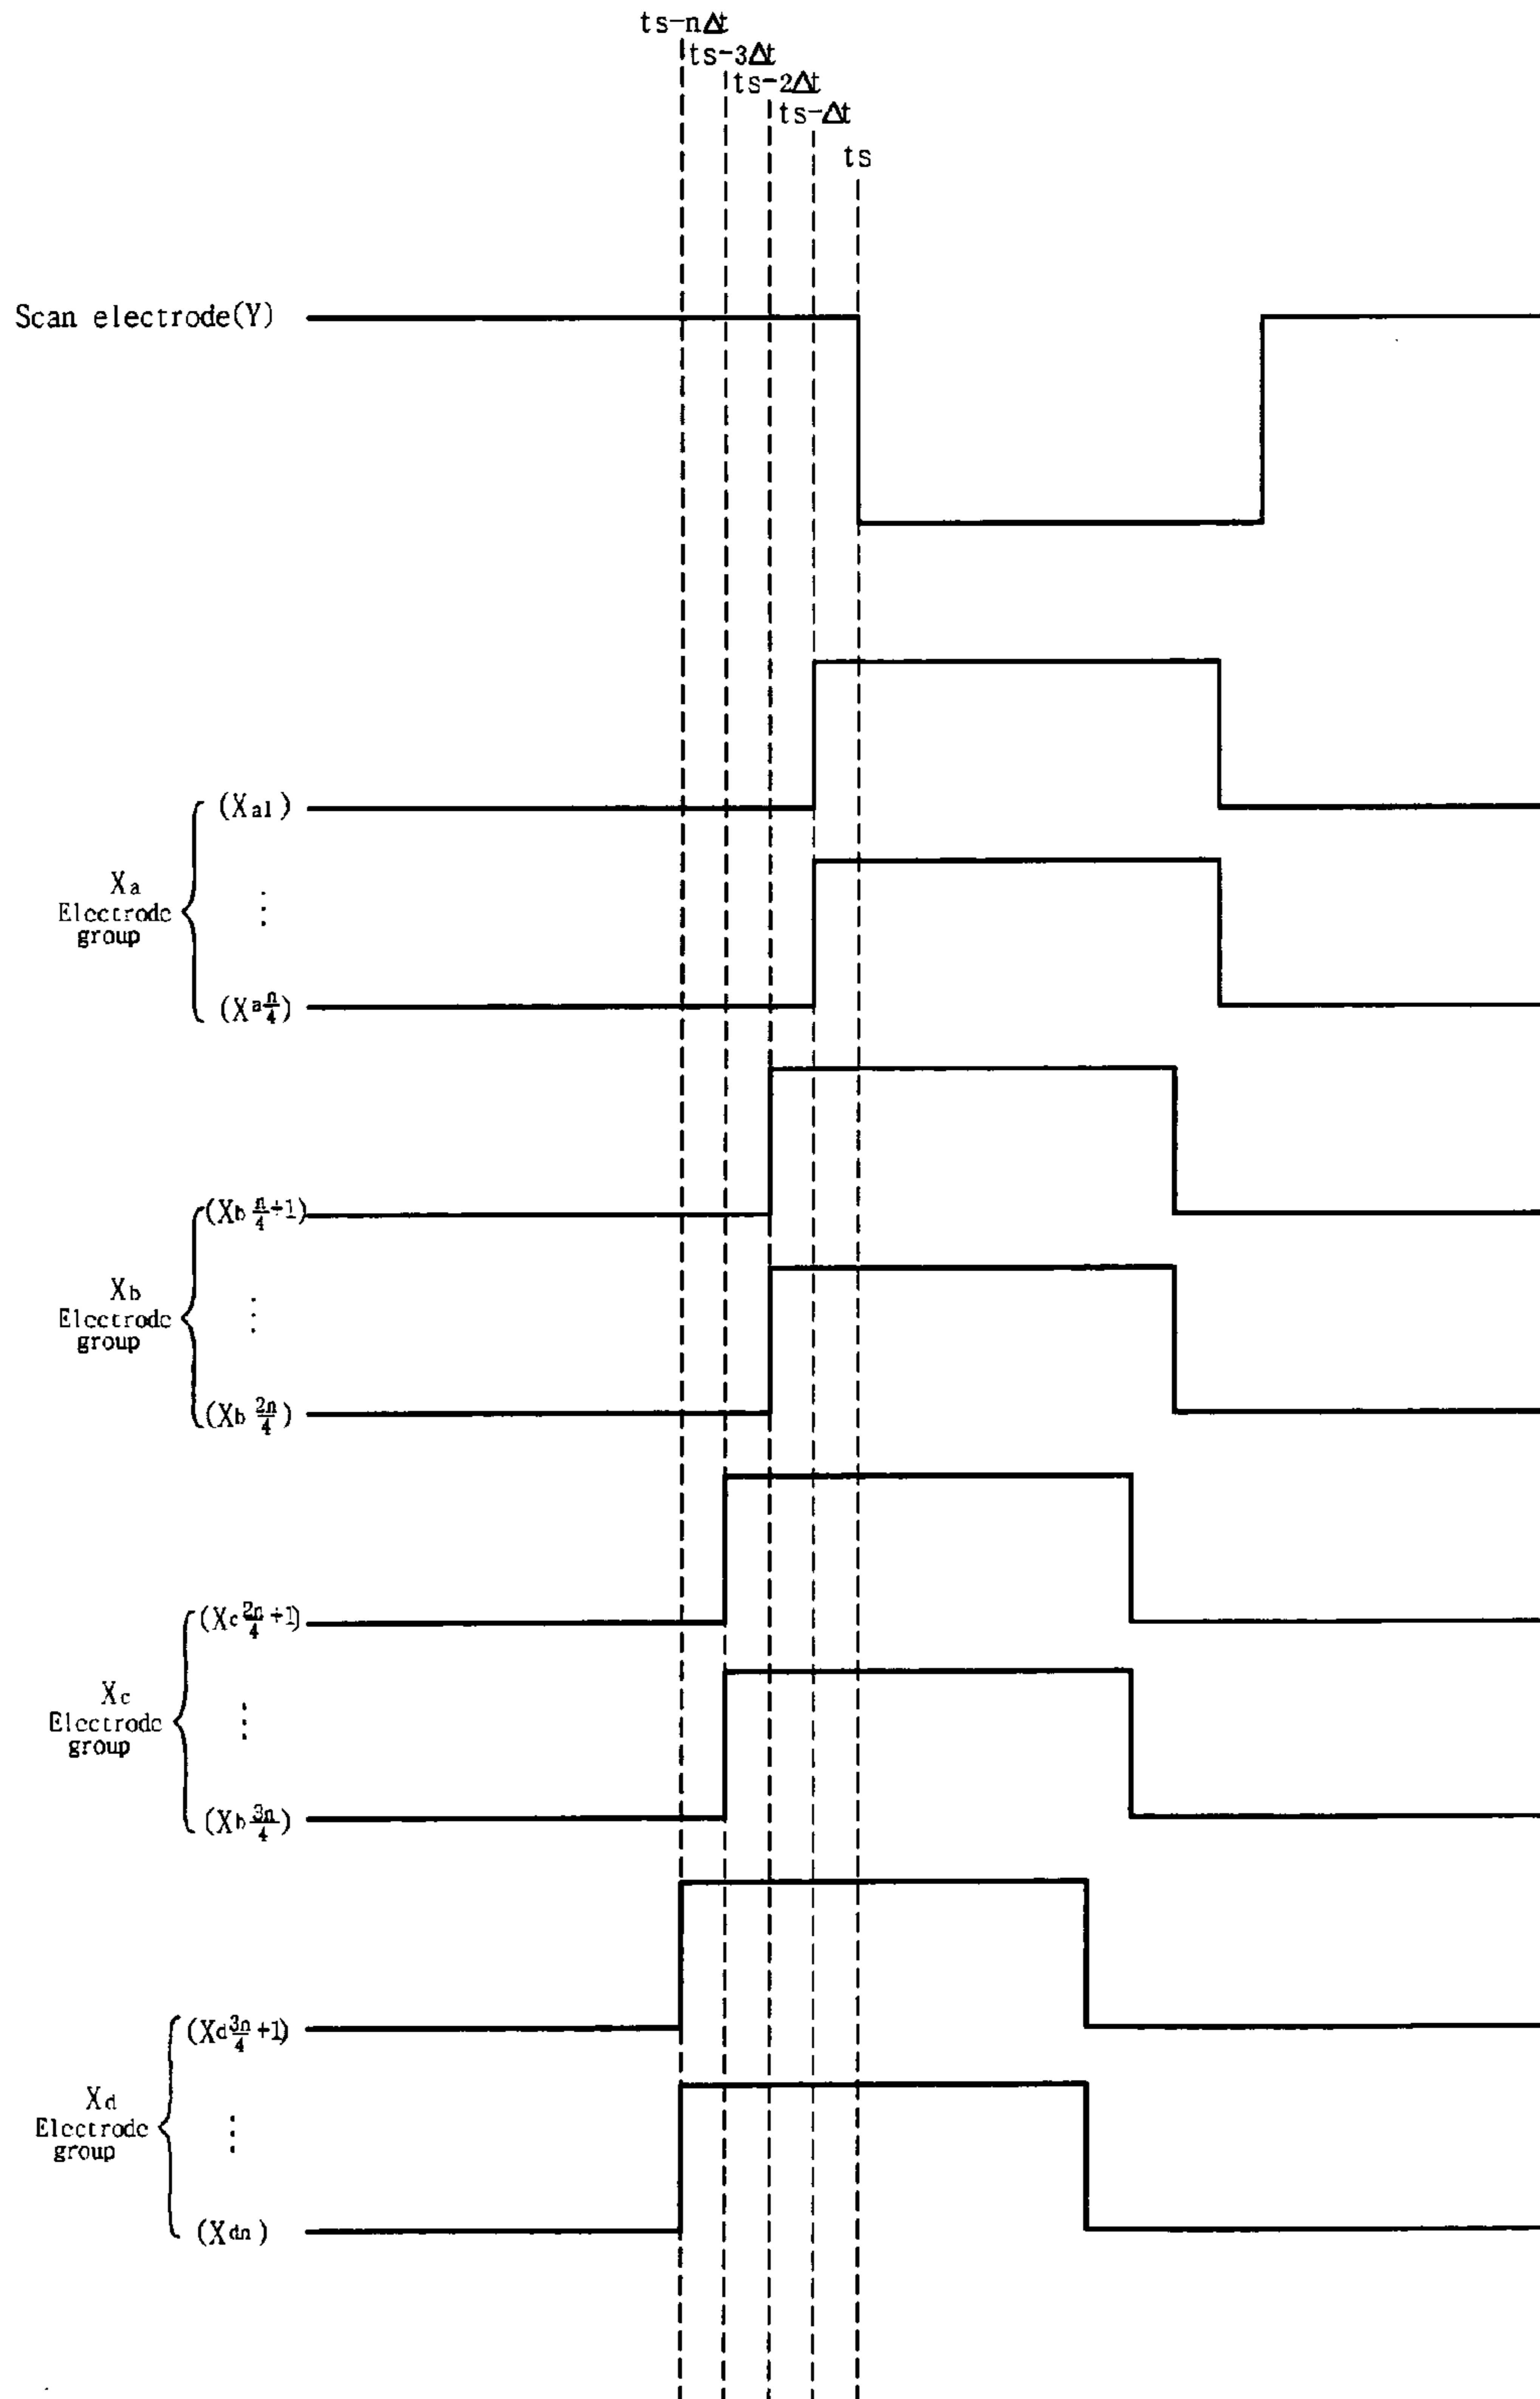 ts-nΔt
ts-3Δt
ts-2Δt
ts-Δt
ts
Scan electrode(Y)
(Xa1)
Xa
Electrode
group
(Xa n/4)
(Xb n/4+1)
Xb
Electrode
group
(Xb 2n/4)
(Xc 2n/4+1)
Xc
Electrode
group
(Xb 3n/4)
(Xd 3n/4+1)
Xd
Electrode
group
(Xdn)